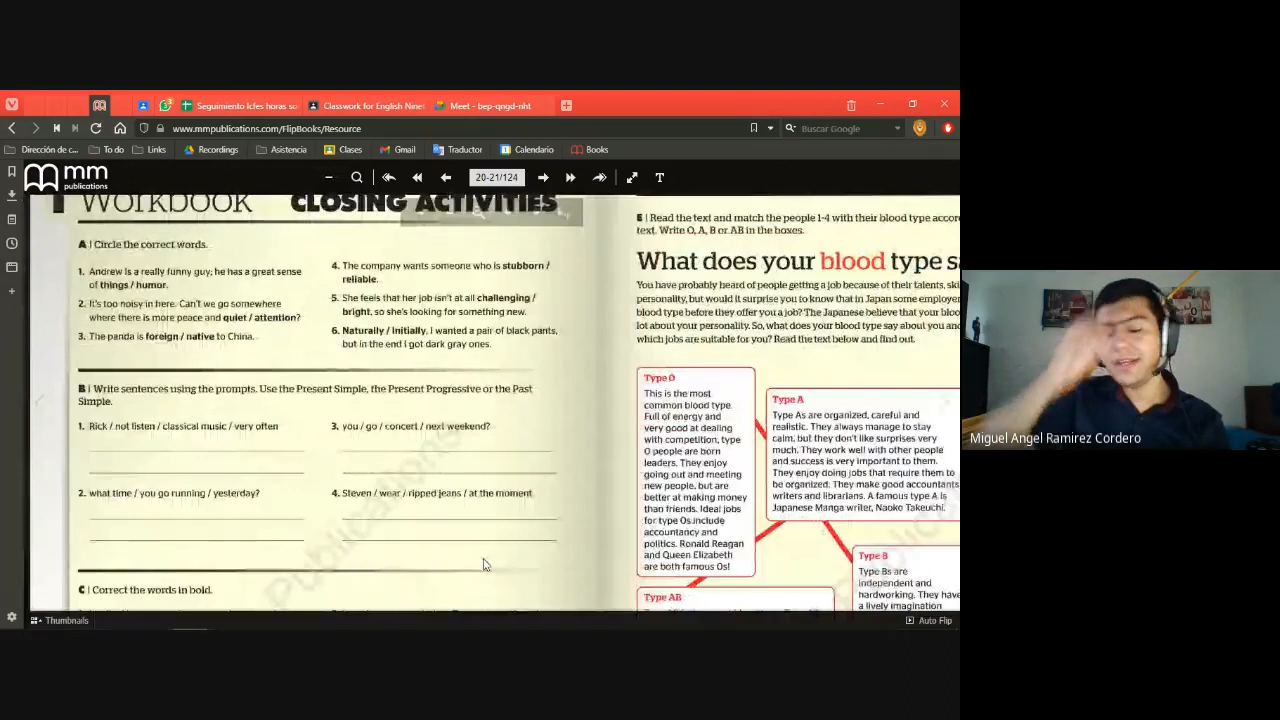 Seguimiento Icfes horas so
Classwork for English Nine
Meet - bep-qngd-nht
www.mmpublications.com/FlipBooks/Resource
Buscar Google
Dirección de c...
To do
Links
Recordings
Asistencia
Clases
Gmail
Traductor
Calendario
Books
mm
publications
20-21/124
WORKBOOK
CLOSING ACTIVITIES
A | Circle the correct words.
1. Andrew is a really funny guy; he has a great sense
of things / humor.
2. It's too noisy in here. Can't we go somewhere
where there is more peace and quiet / attention?
3. The panda is foreign / native to China.
4. The company wants someone who is stubborn /
reliable.
5. She feels that her job isn't at all challenging /
bright, so she's looking for something new.
6. Naturally / Initially, I wanted a pair of black pants,
but in the end I got dark gray ones.
B | Write sentences using the prompts. Use the Present Simple, the Present Progressive or the Past
Simple.
1. Rick / not listen / classical music / very often
2. what time / you go running / yesterday?
3. you / go / concert / next weekend?
4. Steven / wear / ripped jeans / at the moment
C | Correct the words in bold.
E | Read the text and match the people 1-4 with their blood type accor
text. Write O, A, B or AB in the boxes.
What does your blood type sa
You have probably heard of people getting a job because of their talents, ski
personality, but would it surprise you to know that in Japan some employer
blood type before they offer you a job? The Japanese believe that your bloo
lot about your personality. So, what does your blood type say about you and
which jobs are suitable for you? Read the text below and find out.
Type O
This is the most
common blood type.
Full of energy and
very good at dealing
with competition, type
O people are born
leaders. They enjoy
going out and meeting
new people, but are
better at making money
than friends. Ideal jobs
for type Os include
accountancy and
politics. Ronald Reagan
and Queen Elizabeth
are both famous Os!
Type A
Type As are organized, careful and
realistic. They always manage to stay
calm, but they don't like surprises very
much. They work well with other people
and success is very important to them.
They enjoy doing jobs that require them to
be organized. They make good accountants
writers and librarians. A famous type A is
Japanese Manga writer, Naoko Takeuchi.
Type B
Type Bs are
independent and
hardworking. They have
a lively imagination
Type AB
Publications
Thumbnails
Auto Flip
Miguel Angel Ramirez Cordero